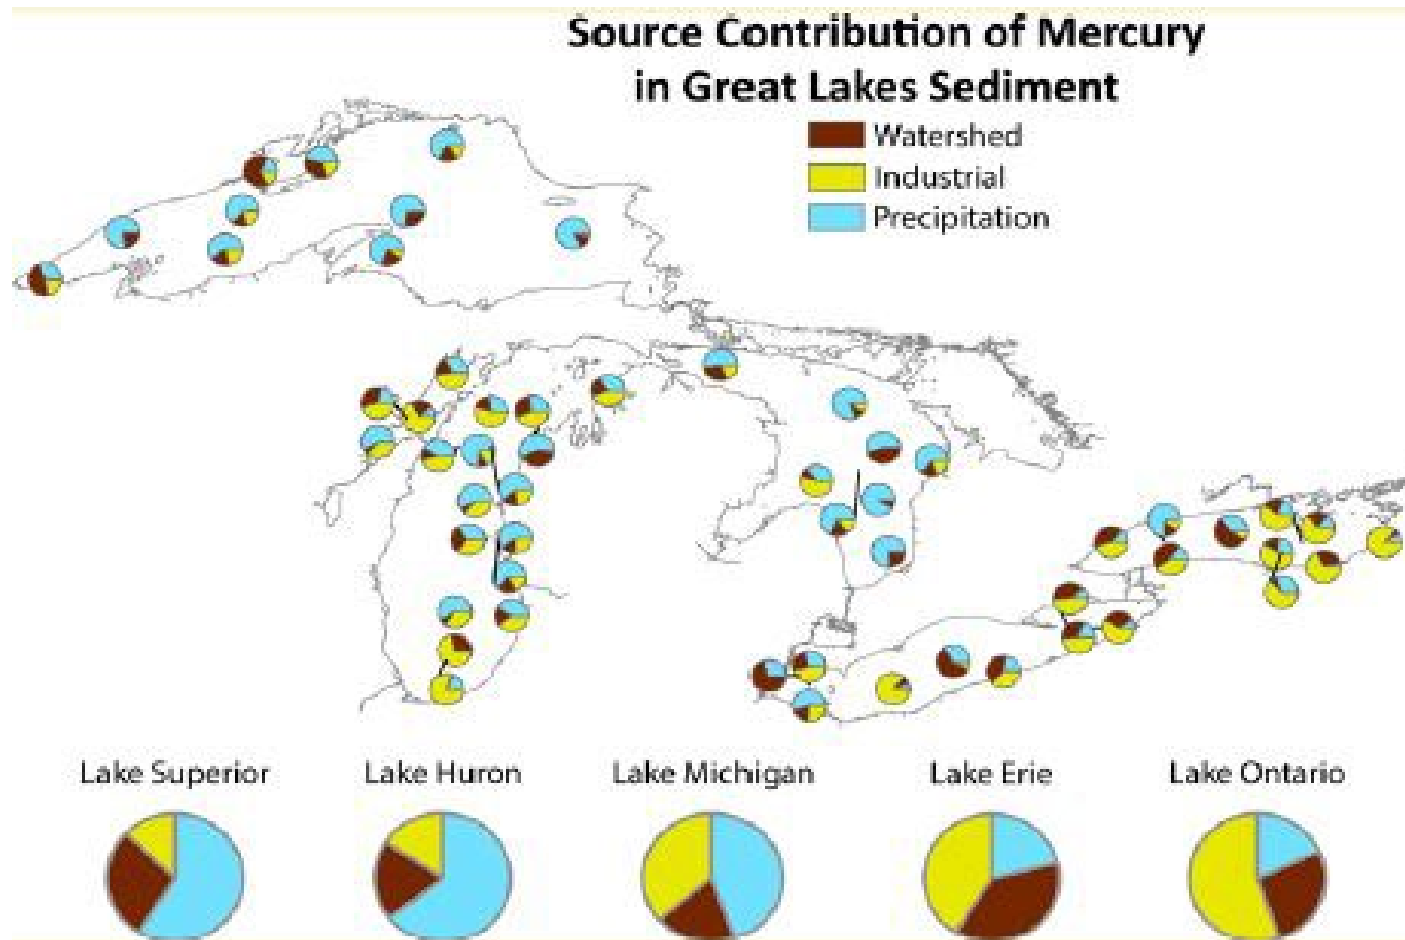 Source Contribution of Mercury
in Great Lakes Sediment
Watershed
Industrial
Precipitation
Lake Superior
Lake Huron
Lake Michigan
Lake Erie
Lake Ontario